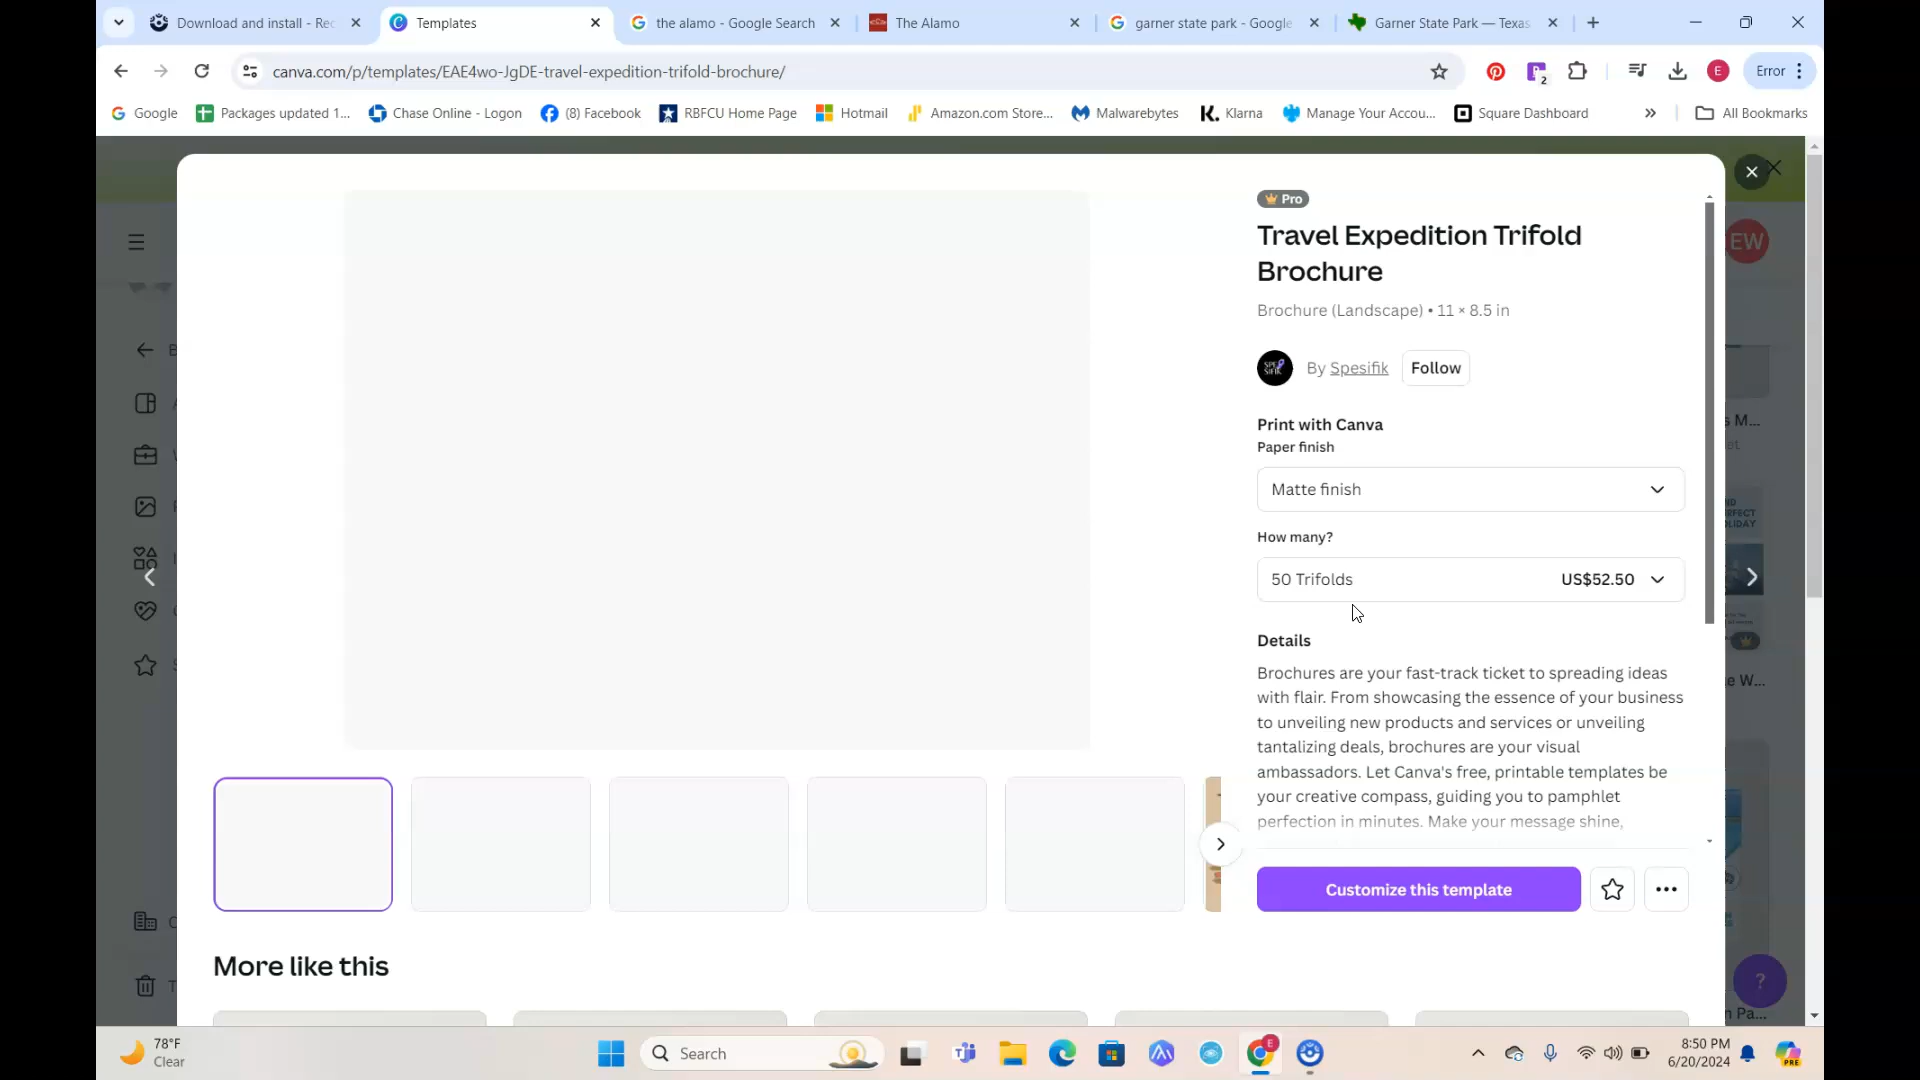 Download and install - Rec
Templates
the alamo - Google Search
The Alamo
garner state park - Google
Garner State Park — Texas
canva.com/p/templates/EAE4wo-JgDE-travel-expedition-trifold-brochure/
2
E
Error
Google
Packages updated 1...
Chase Online - Logon
(8) Facebook
RBFCU Home Page
Hotmail
Amazon.com Store...
Malwarebytes
Klarna
Manage Your Accou...
Square Dashboard
All Bookmarks
Pro
Travel Expedition Trifold
Brochure
Brochure (Landscape) • 11 × 8.5 in
EW
By Spesifik
Follow
Print with Canva
Paper finish
Matte finish
How many?
50 Trifolds
US$52.50
Details
Brochures are your fast-track ticket to spreading ideas
with flair. From showcasing the essence of your business
to unveiling new products and services or unveiling
tantalizing deals, brochures are your visual
ambassadors. Let Canva's free, printable templates be
your creative compass, guiding you to pamphlet
perfection in minutes. Make your message shine,
Customize this template
More like this
?
78°F
Clear
Search
8:50 PM
6/20/2024